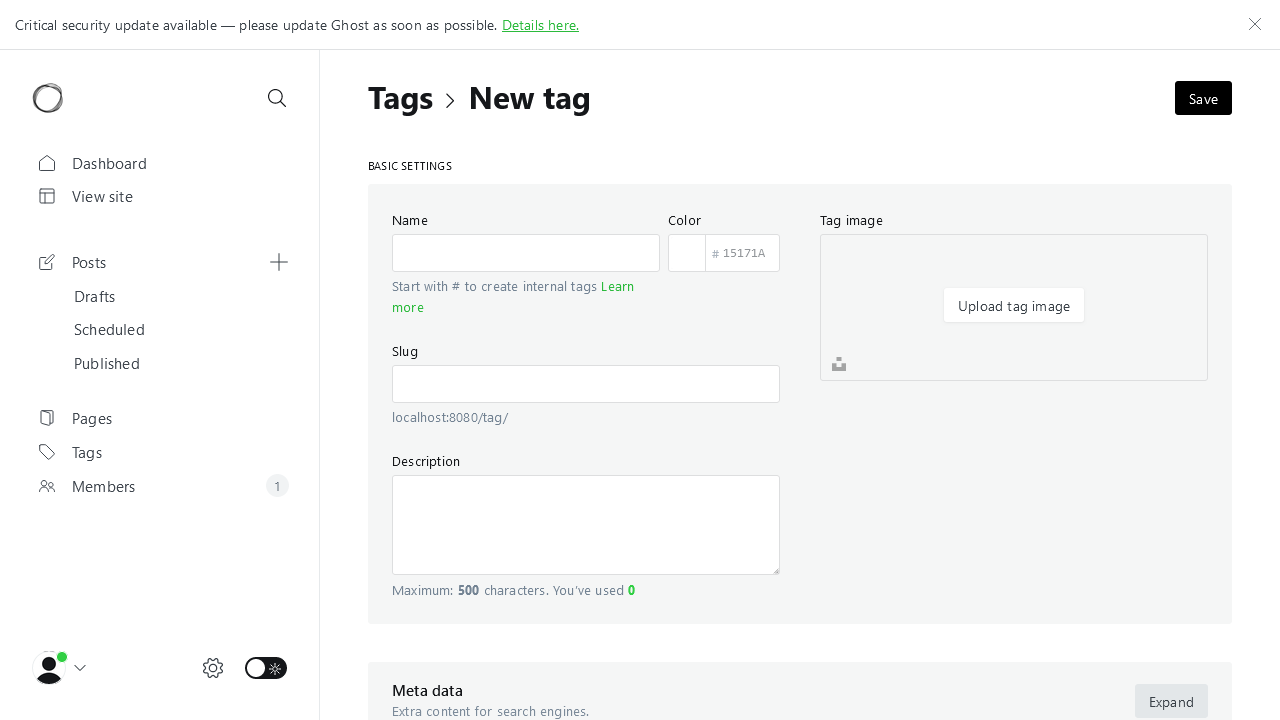 Critical security update available — please update Ghost as soon as possible. Details here.
Tags > New tag
Save
Dashboard
View site
Posts
Drafts
Scheduled
Published
Pages
Tags
Members
1
BASIC SETTINGS
Name
Color
# 15171A
Start with # to create internal tags Learn
more
Slug
localhost:8080/tag/
Description
Maximum: 500 characters. You've used 0
Tag image
Upload tag image
Meta data
Extra content for search engines.
Expand